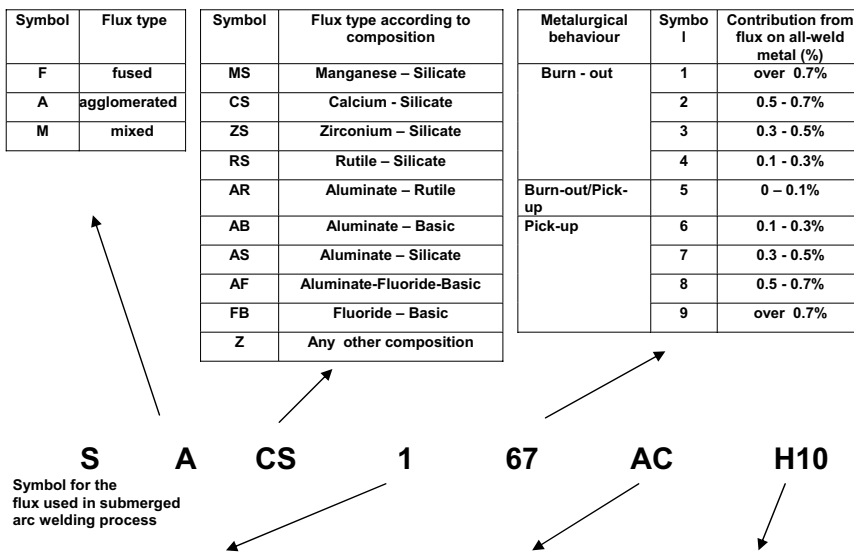 Symbol Flux type
F fused
A agglomerated
M mixed
Symbol Flux type according to
composition
MS Manganese – Silicate
CS Calcium - Silicate
ZS Zirconium – Silicate
RS Rutile – Silicate
AR Aluminate – Rutile
AB Aluminate – Basic
AS Aluminate – Silicate
AF Aluminate-Fluoride-Basic
FB Fluoride – Basic
Z Any other composition
Metalurgical
behaviour
Symbo
l
Contribution from
flux on all-weld
metal (%)
Burn - out 1 over 0.7%
2 0.5 - 0.7%
3 0.3 - 0.5%
4 0.1 - 0.3%
Burn-out/Pick-
up
5 0 – 0.1%
Pick-up 6 0.1 - 0.3%
7 0.3 - 0.5%
8 0.5 - 0.7%
9 over 0.7%
S A CS 1 67 AC H10
Symbol for the
flux used in submerged
arc welding process